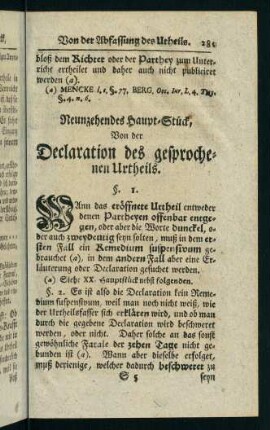 Von der Abfassung des Urtheils. 281
bloß dem Richter oder der Parthey zum Unter-
richt ertheilet und daher auch nicht publiciret
werden (a).
(a) MENCKE l. c. §. 77. BERG, Oec. Iur. L. 4. Tit.
§. 4. n. 6.
Neunzehendes Haupt-Stück,
Von der
Declaration des gesproche-
nen Urtheils.
§. 1.
WAnn das eröffnete Urtheil entweder
denen Partheyen offenbar entge-
gen, oder aber die Worte dunckel, o-
der auch zweydeutig seyn solten, muß in dem er-
sten Fall ein Remedium suspensivum ge-
brauchet (a), in dem andern Fall aber eine Er-
läuterung oder Declaration gesuchet werden.
(a) Sieh: XX. Hauptstück nebst folgenden.
§. 2. Es ist also die Declaration kein Reme-
dium suspensivum, weil man noch nicht weiß, wie
der Urtheilsfasser sich erklären wird, und ob man
durch die gegebene Declaration wird beschweret
werden, oder nicht. Daher solche an das sonst
gewöhnliche Fatale der zehen Tage nicht ge-
bunden ist (a). Wann aber dieselbe erfolget,
muß derjenige, welcher dadurch beschweret zu
S 5 seyn